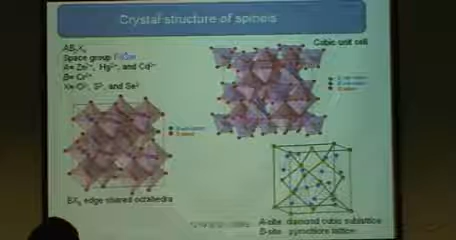 Crystal structure of spinels
AB₂X₄
Space group
A= Zn²⁺, Hg²⁺, and Cd²⁺
B= Cr³⁺
X= O²⁻, S²⁻, and Se²⁻
Cubic unit cell
BX₆ edge shared octahedra
A-site diamond cubic sublattice
B-site pyrochlore lattice